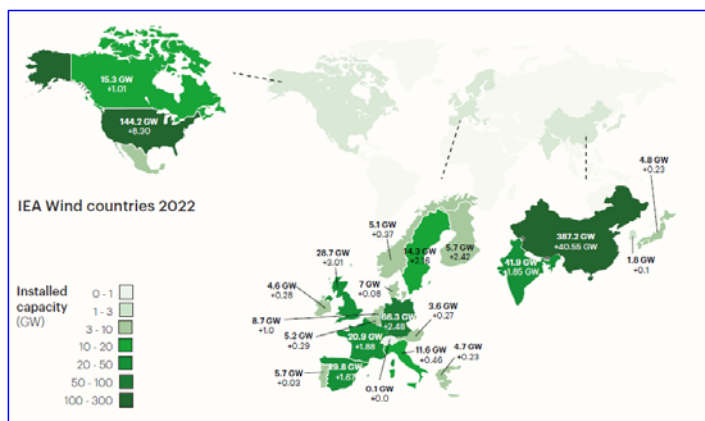 15.3 GW
+1.01
144.2 GW
+8.30
IEA Wind countries 2022
4.8 GW
+0.23
5.1 GW
+0.37
14.3 GW
+2.16
5.7 GW
+2.42
387.2 GW
+40.55 GW
41.9 GW
+1.85 GW
1.8 GW
+0.1
28.7 GW
+3.01
4.6 GW
+0.28
7 GW
+0.08
8.7 GW
+1.0
66.3 GW
+2.48
3.6 GW
+0.27
5.2 GW
+0.29
20.9 GW
+1.88
11.6 GW
+0.46
4.7 GW
+0.23
5.7 GW
+0.03
29.8 GW
+1.67
0.1 GW
+0.0
Installed
capacity
(GW)
0 - 1
1 - 3
3 - 10
10 - 20
20 - 50
50 - 100
100 - 300